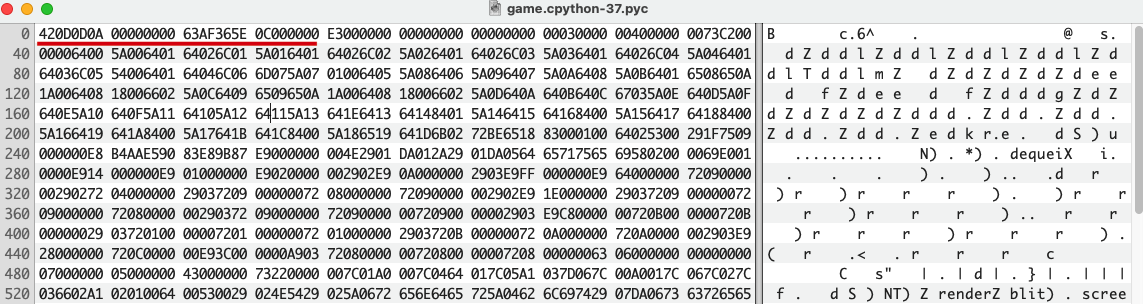 game.cpython-37.pyc
0 420D0D0A 00000000 63AF365E 0C000000 E3000000 00000000 00000000 00030000 00400000 0073C200 B c.6^ . @ s.
40 00006400 5A006401 64026C01 5A016401 64026C02 5A026401 64026C03 5A036401 64026C04 5A046401 d Z d d l Z d d l Z d d l Z d d l Z d
80 64036C05 54006401 64046C06 6D075A07 01006405 5A086406 5A096407 5A0A6408 5A0B6401 6508650A d l T d d l m Z d Z d Z d Z d Z d e e
120 1A006408 18006602 5A0C6409 6509650A 1A006408 18006602 5A0D640A 640B640C 67035A0E 640D5A0F d f Z d e e d f Z d d d g Z d Z
160 640E5A10 640F5A11 64105A12 64115A13 641E6413 64148401 5A146415 64168400 5A156417 64188400 d Z d Z d Z d Z d d d . Z d d . Z d d .
200 5A166419 641A8400 5A17641B 641C8400 5A186519 641D6B02 72BE6518 83000100 64025300 291F7509 Z d d . Z d d . Z e d k r . e . d S ) u
240 000000E8 B4AAE590 83E89B87 E9000000 004E2901 DA012A29 01DA0564 65717565 69580200 0069E001 .......... N) . *) . dequeiX i.
280 0000E914 000000E9 01000000 E9020000 002902E9 0A000000 2903E9FF 000000E9 64000000 72090000 . . . . ) . ) .. .d r
320 00290272 04000000 29037209 00000072 08000000 72090000 002902E9 1E000000 29037209 00000072 ) r ) r r r ) . ) r r
360 09000000 72080000 00290372 09000000 72090000 00720900 00002903 E9C80000 00720B00 0000720B r ) r r r ) .. r r
400 00000029 03720100 00007201 00000072 01000000 2903720B 00000072 0A000000 720A0000 002903E9 ) r r r ) r r r ) .
440 28000000 720C0000 00E93C00 0000A903 72080000 00720800 00007208 00000063 06000000 00000000 ( r .< . r r r c
480 07000000 05000000 43000000 73220000 007C01A0 007C0464 017C05A1 037D067C 00A0017C 067C027C C s" |.|d|.}|.|||
520 036602A1 02010064 00530029 024E5429 025A0672 656E6465 725A0462 6C697429 07DA0673 63726565 f . d S ) NT) Z renderZ blit) .scree